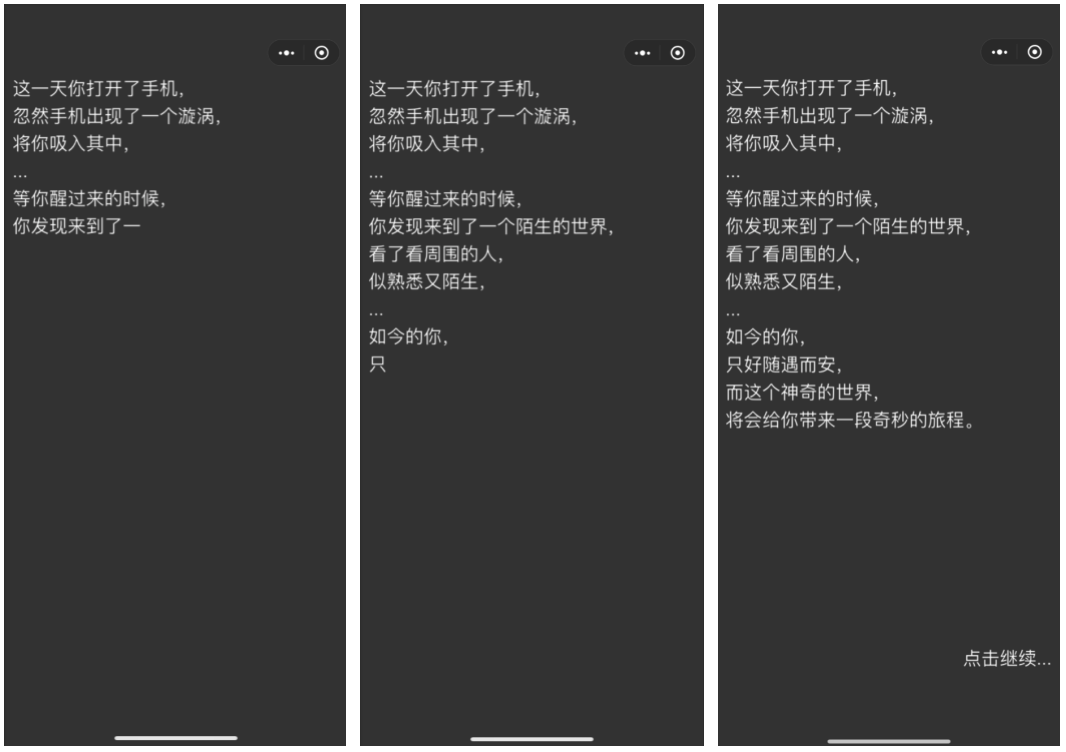 这一天你打开了手机，
忽然手机出现了一个漩涡，
将你吸入其中，
...
等你醒过来的时候，
你发现来到了一
这一天你打开了手机，
忽然手机出现了一个漩涡，
将你吸入其中，
...
等你醒过来的时候，
你发现来到了一个陌生的世界，
看了看周围的人，
似熟悉又陌生，
...
如今的你，
只
这一天你打开了手机，
忽然手机出现了一个漩涡，
将你吸入其中，
...
等你醒过来的时候，
你发现来到了一个陌生的世界，
看了看周围的人，
似熟悉又陌生，
...
如今的你，
只好随遇而安，
而这个神奇的世界，
将会给你带来一段奇秒的旅程。
点击继续...